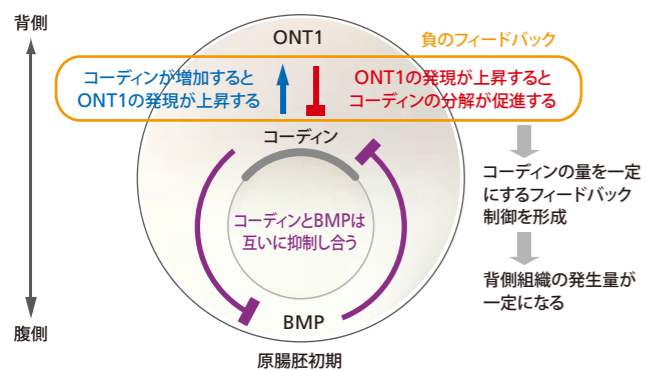 背側
ONT1
負のフィードバック
コーディンが増加すると
ONT1の発現が上昇する
ONT1の発現が上昇すると
コーディンの分解が促進する
コーディン
コーディンの量を一定
にするフィードバック
制御を形成
コーディンとBMPは
互いに抑制し合う
背側組織の発生量が
一定になる
BMP
腹側
原腸胚初期